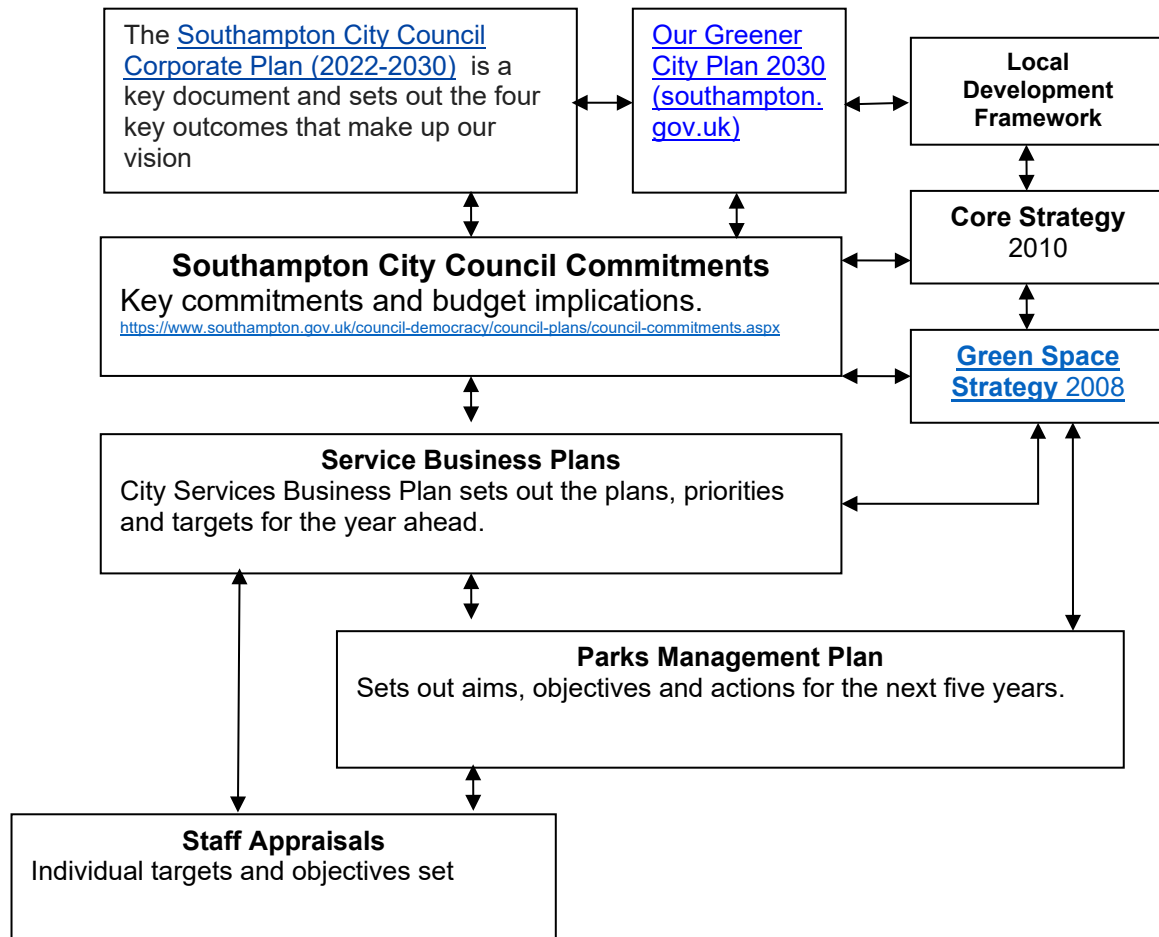 The Southampton City Council
Corporate Plan (2022-2030)  is a
key document and sets out the four
key outcomes that make up our
vision
Our Greener
City Plan 2030
(southampton.
gov.uk)
Local
Development
Framework
Core Strategy
2010
Southampton City Council Commitments
Key commitments and budget implications.
https://www.southampton.gov.uk/council-democracy/council-plans/council-commitments.aspx
Green Space
Strategy 2008
Service Business Plans
City Services Business Plan sets out the plans, priorities
and targets for the year ahead.
Parks Management Plan
Sets out aims, objectives and actions for the next five years.
Staff Appraisals
Individual targets and objectives set